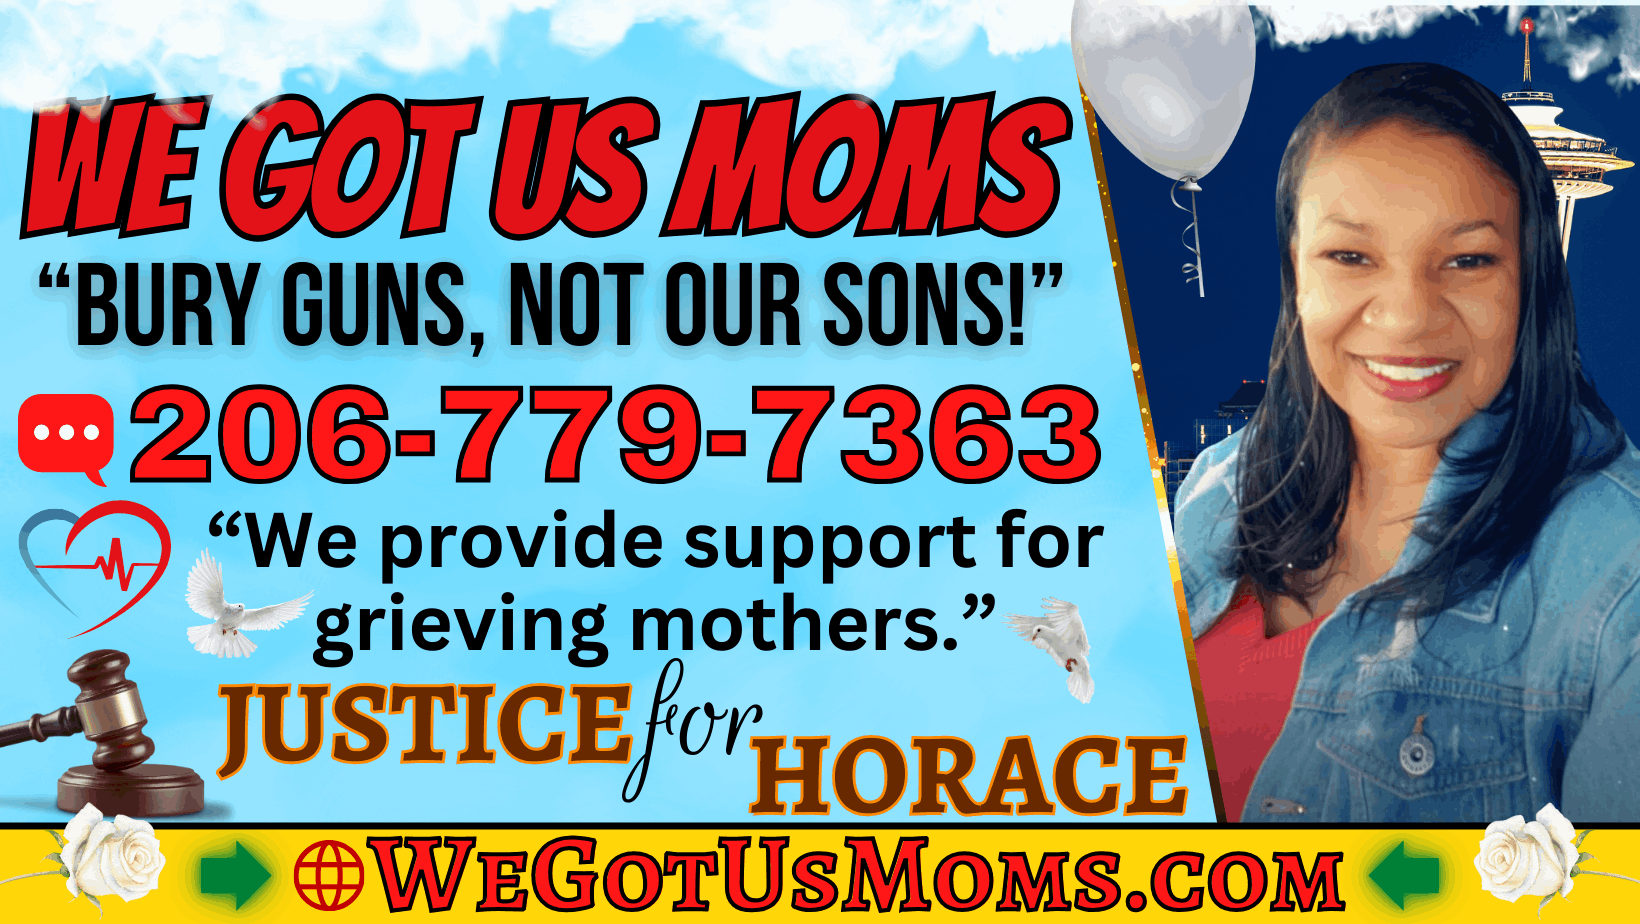 WE GOT US MOMS
“BURY GUNS, NOT OUR SONS!”
206-779-7363
“We provide support for
grieving mothers.”
JUSTICE for HORACE
WEGOTUSMOMS.COM